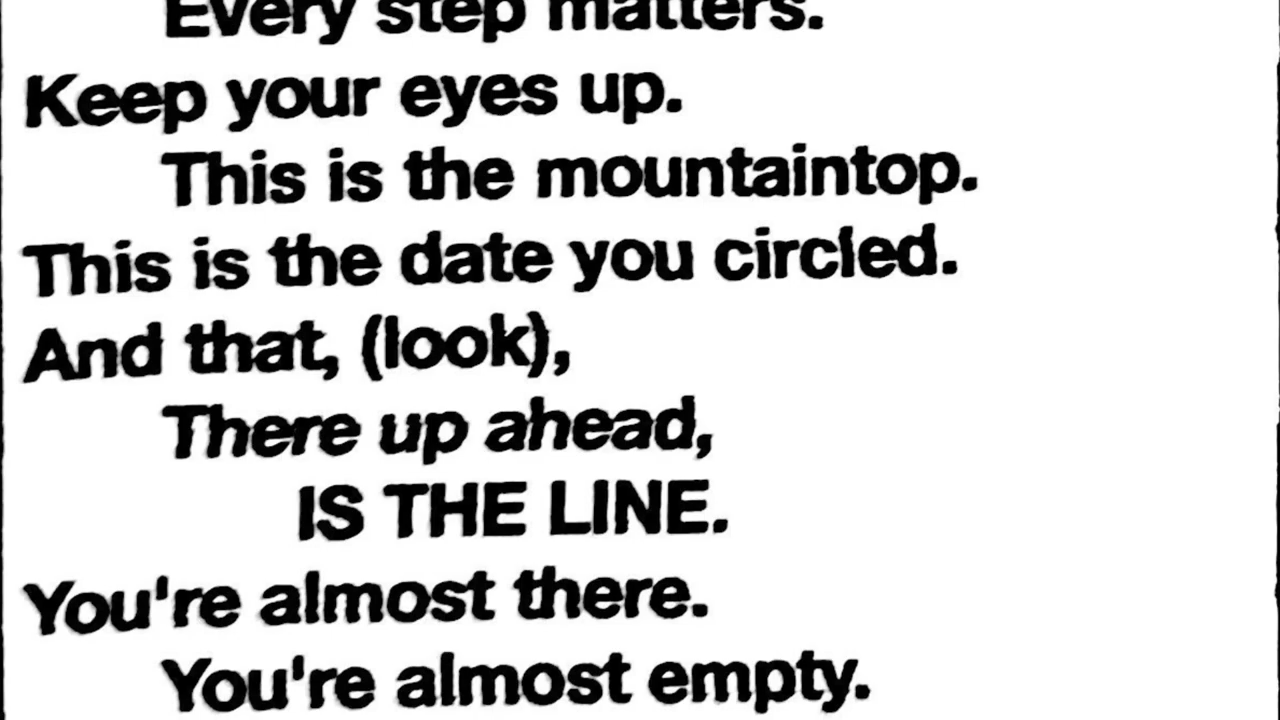 Every step matters.
Keep your eyes up.
This is the mountaintop.
This is the date you circled.
And that, (look),
There up ahead,
IS THE LINE.
You're almost there.
You're almost empty.